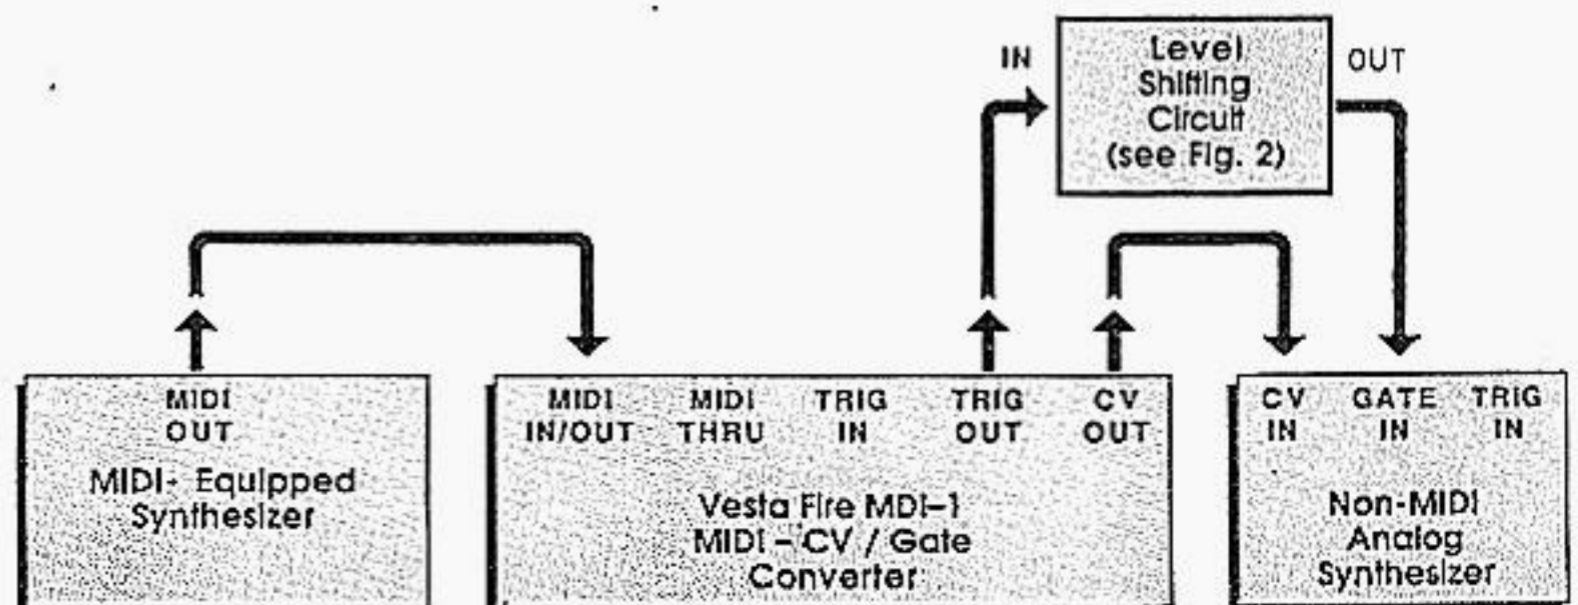 IN
Level
Shifting
Circuit
(see Fig. 2)
OUT
MIDI
OUT
MIDI- Equipped
Synthesizer
MIDI
IN/OUT
MIDI
THRU
TRIG
IN
TRIG
OUT
CV
OUT
Vesta Fire MDI-1
MIDI - CV / Gate
Converter
CV
IN
GATE
IN
TRIG
IN
Non-MIDI
Analog
Synthesizer